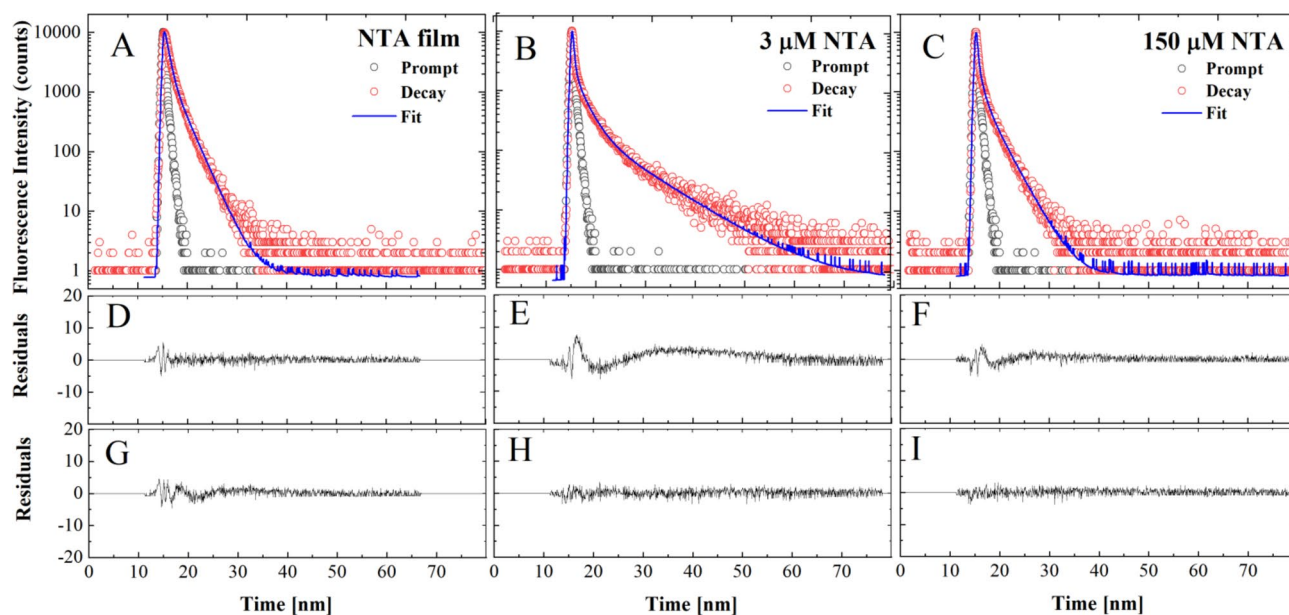 A NTA film
Prompt
Decay
Fit
B 3 μM NTA
Prompt
Decay
Fit
C 150 μM NTA
Prompt
Decay
Fit
Fluorescence Intensity (counts)
10000
1000
100
10
1
D
E
F
Residuals
20
10
0
-10
G
H
I
Residuals
20
10
0
-10
-20
0 10 20 30 40 50 60 70
0 10 20 30 40 50 60 70
0 10 20 30 40 50 60 70
Time [nm]
Time [nm]
Time [nm]